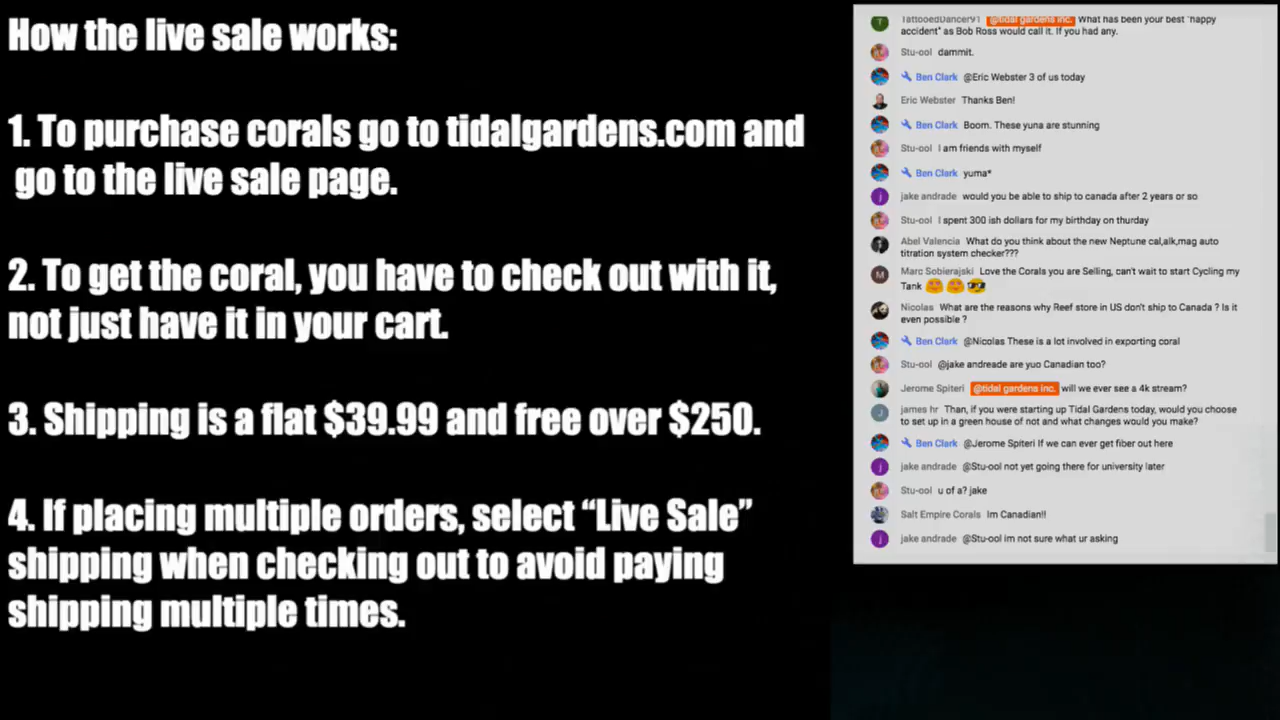 How the live sale works:
1. To purchase corals go to tidalgardens.com and
go to the live sale page.
2. To get the coral, you have to check out with it,
not just have it in your cart.
3. Shipping is a flat $39.99 and free over $250.
4. If placing multiple orders, select “Live Sale”
shipping when checking out to avoid paying
shipping multiple times.
T TattooedDancer91 @tidal gardens inc. What has been your best "happy
accident" as Bob Ross would call it. If you had any.
Stu-ool dammit.
Ben Clark @Eric Webster 3 of us today
Eric Webster Thanks Ben!
Ben Clark Boom. These yuna are stunning
Stu-ool I am friends with myself
Ben Clark yuma*
j jake andrade would you be able to ship to canada after 2 years or so
Stu-ool I spent 300 ish dollars for my birthday on thurday
Abel Valencia What do you think about the new Neptune cal,alk,mag auto
titration system checker???
M Marc Sobierajski Love the Corals you are Selling, can't wait to start Cycling my
Tank 😍 😍 😎
Nicolas What are the reasons why Reef store in US don't ship to Canada ? Is it
even possible ?
Ben Clark @Nicolas These is a lot involved in exporting coral
Stu-ool @jake andreade are yuo Canadian too?
Jerome Spiteri @tidal gardens inc. will we ever see a 4k stream?
J james hr Than, if you were starting up Tidal Gardens today, would you choose
to set up in a green house of not and what changes would you make?
Ben Clark @Jerome Spiteri If we can ever get fiber out here
j jake andrade @Stu-ool not yet going there for university later
Stu-ool u of a? jake
Salt Empire Corals Im Canadian!!
j jake andrade @Stu-ool im not sure what ur asking